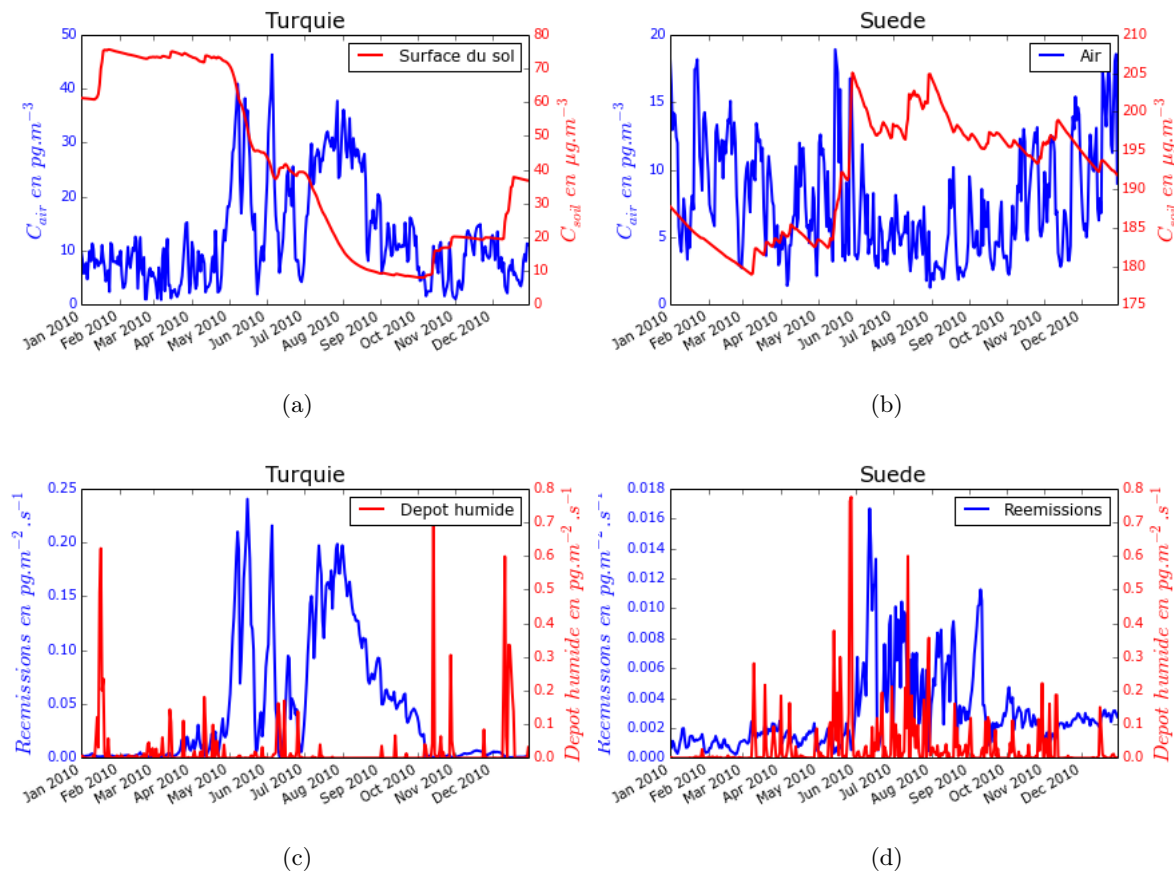 Turquie
Surface du sol
C_air en pg.m^-3
C_soil en µg.m^-3
50
40
30
20
10
0
80
70
60
50
40
30
20
10
0
Jan 2010
Feb 2010
Mar 2010
Apr 2010
May 2010
Jun 2010
Jul 2010
Aug 2010
Sep 2010
Oct 2010
Nov 2010
Dec 2010
(a)
Suede
Air
C_air en pg.m^-3
C_soil en µg.m^-3
20
15
10
5
0
210
205
200
195
190
185
180
175
Jan 2010
Feb 2010
Mar 2010
Apr 2010
May 2010
Jun 2010
Jul 2010
Aug 2010
Sep 2010
Oct 2010
Nov 2010
Dec 2010
(b)
Turquie
Depot humide
Reemissions en pg.m^-2.s^-1
Depot humide en pg.m^-2.s^-1
0.25
0.20
0.15
0.10
0.05
0.00
0.8
0.7
0.6
0.5
0.4
0.3
0.2
0.1
0.0
Jan 2010
Feb 2010
Mar 2010
Apr 2010
May 2010
Jun 2010
Jul 2010
Aug 2010
Sep 2010
Oct 2010
Nov 2010
Dec 2010
(c)
Suede
Reemissions
Reemissions en pg.m^-2.s^-1
Depot humide en pg.m^-2.s^-1
0.018
0.016
0.014
0.012
0.010
0.008
0.006
0.004
0.002
0.000
0.8
0.7
0.6
0.5
0.4
0.3
0.2
0.1
0.0
Jan 2010
Feb 2010
Mar 2010
Apr 2010
May 2010
Jun 2010
Jul 2010
Aug 2010
Sep 2010
Oct 2010
Nov 2010
Dec 2010
(d)